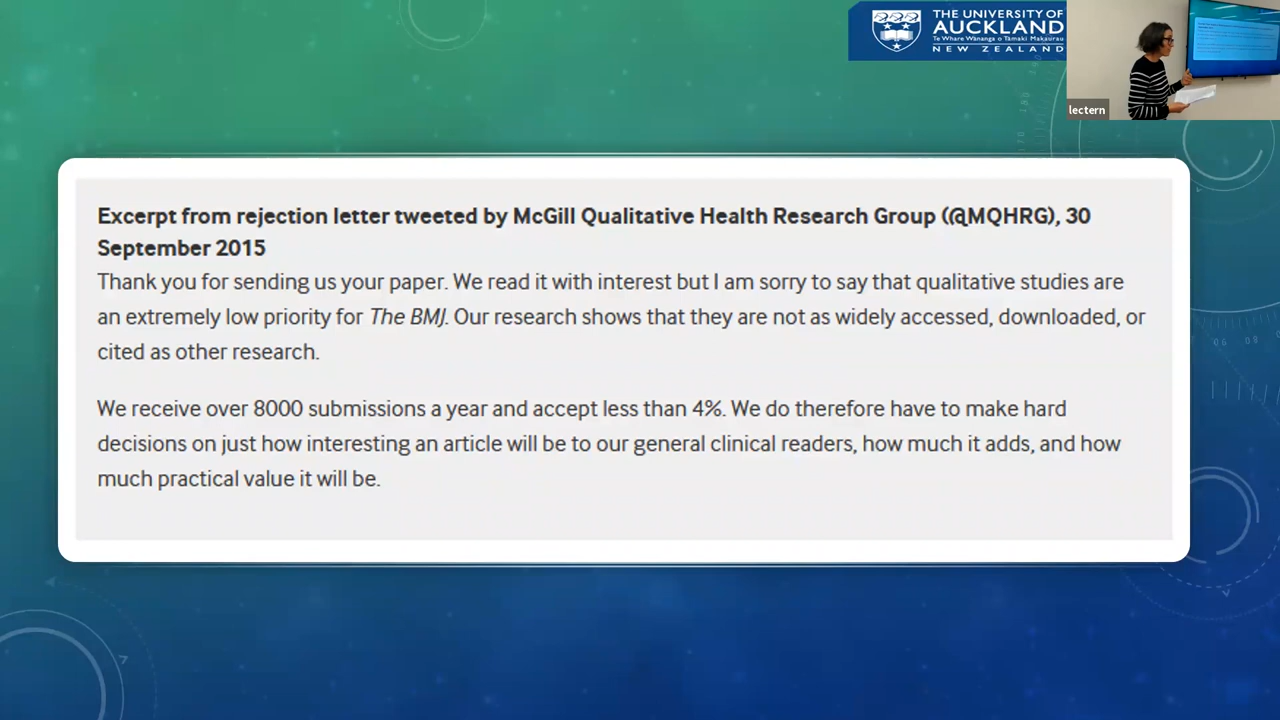 THE UNIVERSITY OF
AUCKLAND
Te Whare Wānanga o Tāmaki Makaurau
NEW ZEALAND
lectern
Excerpt from rejection letter tweeted by McGill Qualitative Health Research Group (@MQHRG), 30
September 2015
Thank you for sending us your paper. We read it with interest but I am sorry to say that qualitative studies are
an extremely low priority for The BMJ. Our research shows that they are not as widely accessed, downloaded, or
cited as other research.
We receive over 8000 submissions a year and accept less than 4%. We do therefore have to make hard
decisions on just how interesting an article will be to our general clinical readers, how much it adds, and how
much practical value it will be.